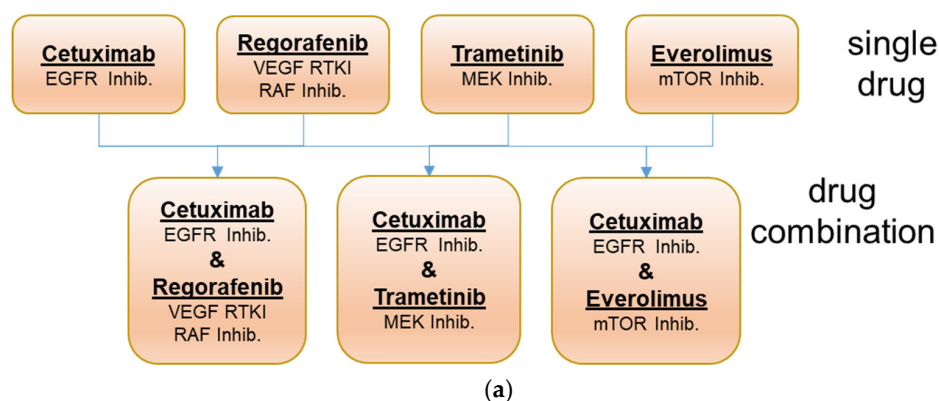 Cetuximab
EGFR Inhib.
Regorafenib
VEGF RTKI
RAF Inhib.
Trametinib
MEK Inhib.
Everolimus
mTOR Inhib.
single
drug
Cetuximab
EGFR Inhib.
&
Regorafenib
VEGF RTKI
RAF Inhib.
Cetuximab
EGFR Inhib.
&
Trametinib
MEK Inhib.
Cetuximab
EGFR Inhib.
&
Everolimus
mTOR Inhib.
drug
combination
(a)